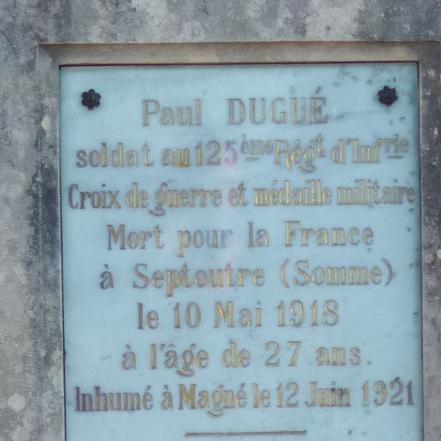 Paul DUGUÉ
soldat au 125ème Régt d'Infrie
Croix de guerre et médaille militaire
Mort pour la France
à Septoutre (Somme)
le 10 Mai 1918
à l'âge de 27 ans.
Inhumé à Magné le 12 Juin 1921